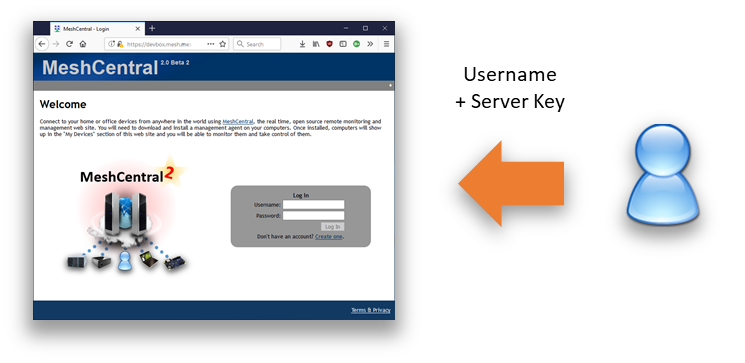 MeshCentral - Login
https://devbox.mesh.me
Search
MeshCentral 2.0 Beta 2
Welcome
Connect to your home or office devices from anywhere in the world using MeshCentral, the real time, open source remote monitoring and
management web site. You will need to download and install a management agent on your computers. Once installed, computers will show
up in the "My Devices" section of this web site and you will be able to monitor them and take control of them.
MeshCentral2
Log In
Username:
Password:
Log In
Don't have an account? Create one.
Terms & Privacy
Username
+ Server Key